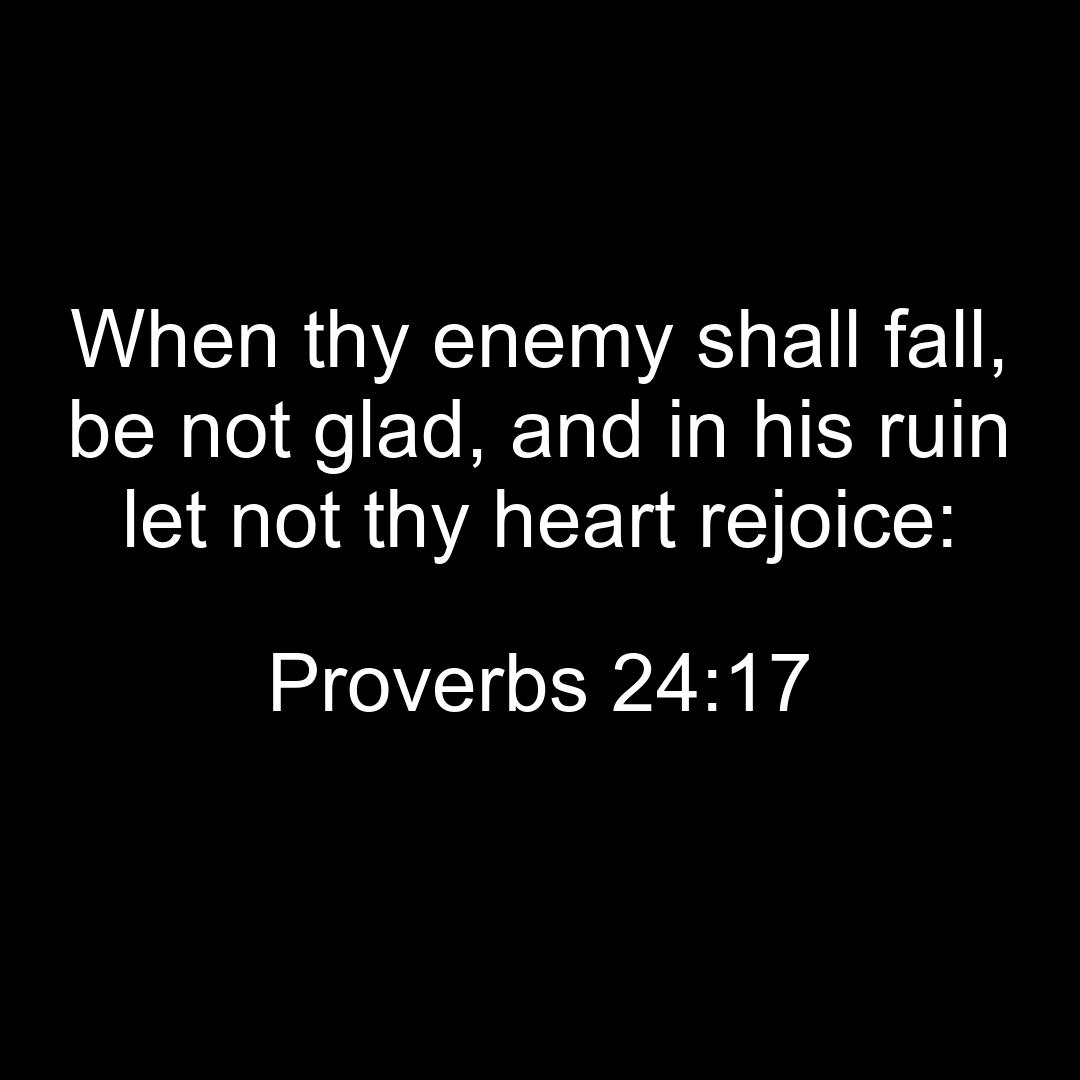 When thy enemy shall fall,
be not glad, and in his ruin
let not thy heart rejoice:
Proverbs 24:17